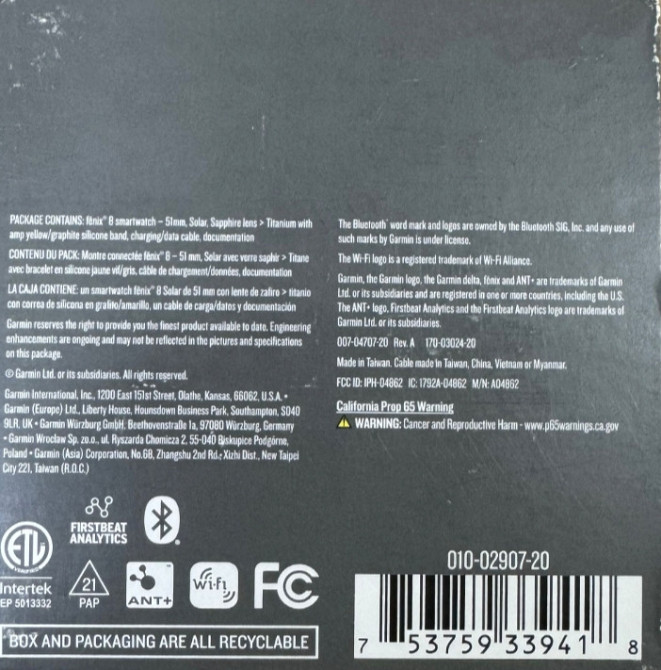 PACKAGE CONTAINS: fēnix® 8 smartwatch – 51mm, Solar, Sapphire lens > Titanium with
amp yellow/graphite silicone band, charging/data cable, documentation
CONTENU DU PACK: Montre connectée fēnix® 8 – 51 mm, Solar avec verre saphir > Titane
avec bracelet en silicone jaune vif/gris, câble de chargement/données, documentation
LA CAJA CONTIENE: un smartwatch fēnix® 8 Solar de 51 mm con lente de zafiro > titanio
con correa de silicona en grafito/amarillo, un cable de carga/datos y documentación
Garmin reserves the right to provide you the finest product available to date. Engineering
enhancements are ongoing and may not be reflected in the pictures and specifications
on this package.
© Garmin Ltd. or its subsidiaries. All rights reserved.
Garmin International, Inc., 1200 East 151st Street, Olathe, Kansas, 66062, U.S.A. •
Garmin (Europe) Ltd., Liberty House, Hounsdown Business Park, Southampton, SO40
9LR, UK • Garmin Würzburg GmbH, Beethovenstraße 1a, 97080 Würzburg, Germany
• Garmin Wroclaw Sp. zo.o., ul. Ryszarda Chomicza 2, 55-040 Biskupice Podgórne,
Poland • Garmin (Asia) Corporation, No.68, Zhangshu 2nd Rd., Xizhi Dist., New Taipei
City 221, Taiwan (R.O.C.)
The Bluetooth® word mark and logos are owned by the Bluetooth SIG, Inc. and any use of
such marks by Garmin is under license.
The Wi-Fi logo is a registered trademark of Wi-Fi Alliance.
Garmin, the Garmin logo, the Garmin delta, fēnix and ANT+ are trademarks of Garmin
Ltd. or its subsidiaries and are registered in one or more countries, including the U.S.
The ANT+ logo, Firstbeat Analytics and the Firstbeat Analytics logo are trademarks of
Garmin Ltd. or its subsidiaries.
007-04707-20 Rev. A 170-03024-20
Made in Taiwan. Cable made in Taiwan, China, Vietnam or Myanmar.
FCC ID: IPH-04862 IC: 1792A-04862 M/N: A04862
California Prop 65 Warning
WARNING: Cancer and Reproductive Harm - www.p65warnings.ca.gov
FIRSTBEAT
ANALYTICS
ETL
Intertek
EP 5013332
21
PAP
ANT+
Wi-Fi
FC
BOX AND PACKAGING ARE ALL RECYCLABLE
010-02907-20
7 53759 33941 8